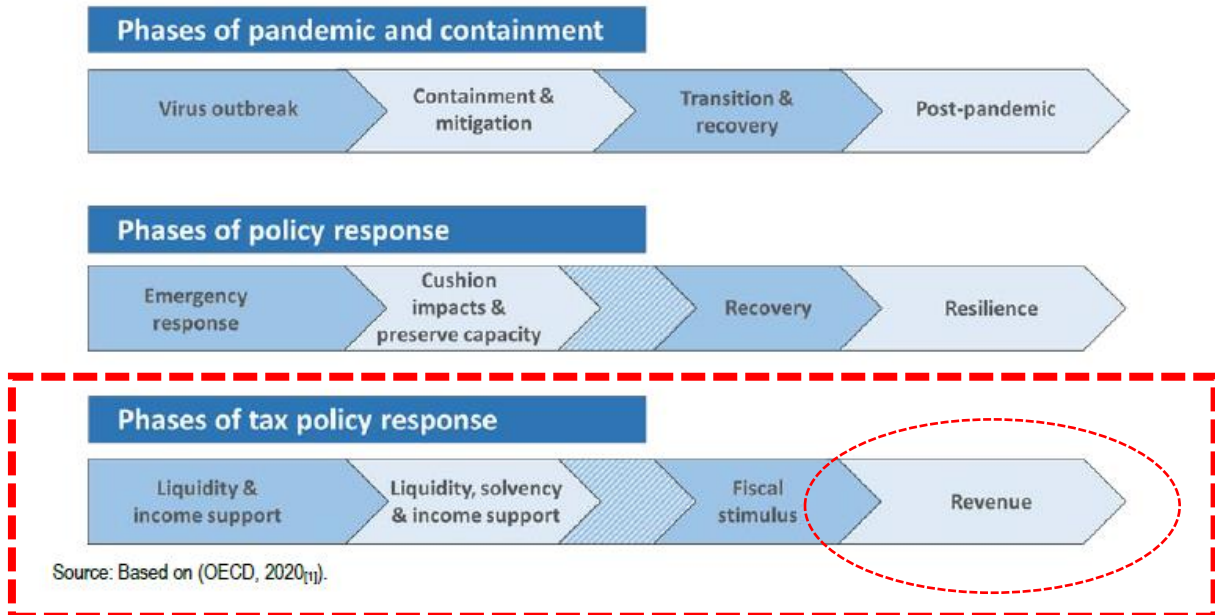 Phases of pandemic and containment
Virus outbreak
Containment &
mitigation
Transition &
recovery
Post-pandemic
Phases of policy response
Emergency
response
Cushion
impacts &
preserve capacity
Recovery
Resilience
Phases of tax policy response
Liquidity &
income support
Liquidity, solvency
& income support
Fiscal
stimulus
Revenue
Source: Based on (OECD, 2020[1]).